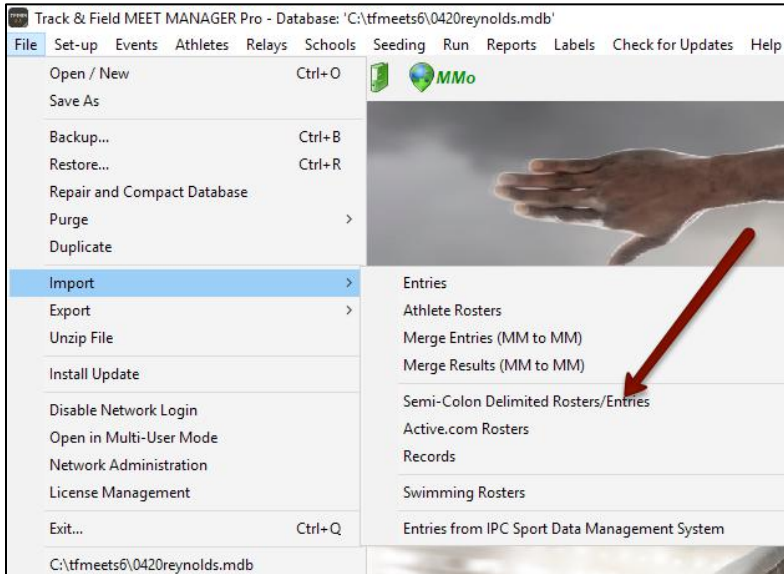 Track & Field MEET MANAGER Pro - Database: 'C:\tfmeets6\0420reynolds.mdb'
File Set-up Events Athletes Relays Schools Seeding Run Reports Labels Check for Updates Help
MMo
Open / New Ctrl+O
Save As
Backup... Ctrl+B
Restore... Ctrl+R
Repair and Compact Database
Purge >
Duplicate
Import >
Export >
Unzip File
Install Update
Disable Network Login
Open in Multi-User Mode
Network Administration
License Management
Exit... Ctrl+Q
C:\tfmeets6\0420reynolds.mdb
Entries
Athlete Rosters
Merge Entries (MM to MM)
Merge Results (MM to MM)
Semi-Colon Delimited Rosters/Entries
Active.com Rosters
Records
Swimming Rosters
Entries from IPC Sport Data Management System